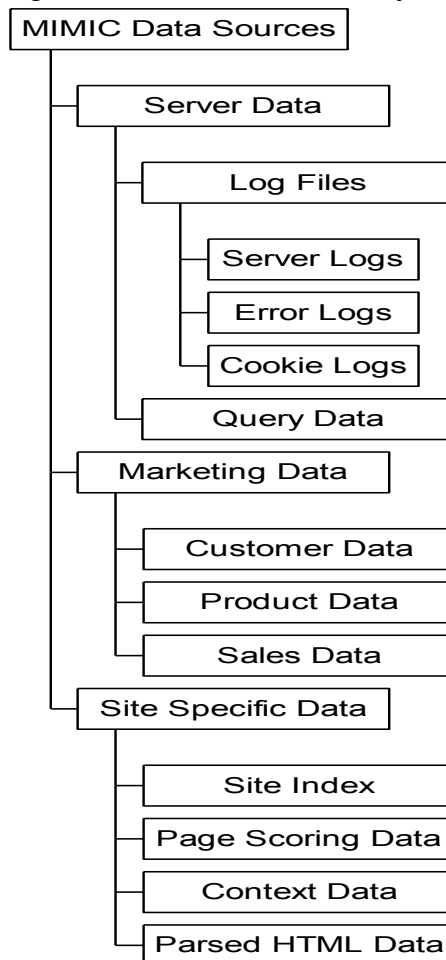 MIMIC Data Sources
Server Data
Log Files
Server Logs
Error Logs
Cookie Logs
Query Data
Marketing Data
Customer Data
Product Data
Sales Data
Site Specific Data
Site Index
Page Scoring Data
Context Data
Parsed HTML Data